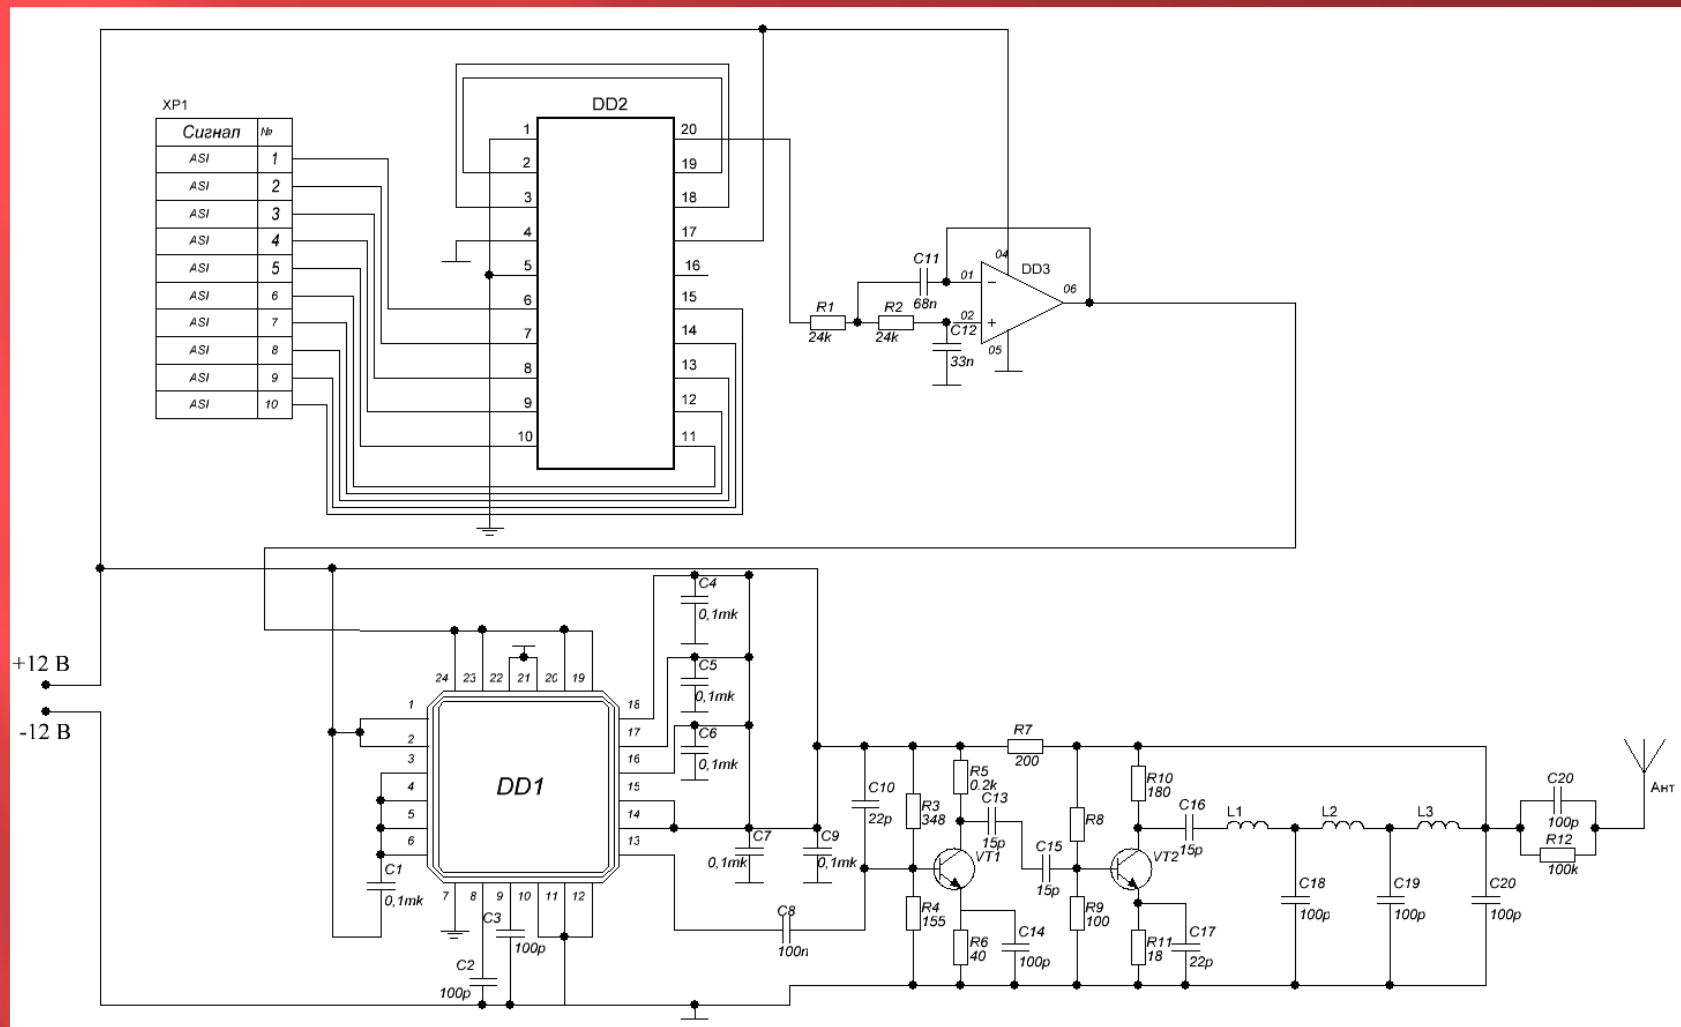 XP1
Сигнал №
ASI 1
ASI 2
ASI 3
ASI 4
ASI 5
ASI 6
ASI 7
ASI 8
ASI 9
ASI 10
DD2
1 20
2 19
3 18
4 17
5 16
6 15
7 14
8 13
9 12
10 11
R1
24k
R2
24k
C11
68n
C12
33n
01
02
04
05
06
DD3
+12 В
-12 В
24 23 22 21 20 19
1 18
2 17
3 16
4 15
5 14
6 13
7 8 9 10 11 12
DD1
C1
0,1mk
C2
100p
C3
100p
C4
0,1mk
C5
0,1mk
C6
0,1mk
C7
0,1mk
C9
0,1mk
C8
100n
C10
22p
R3
348
R4
155
R5
0.2k
C13
15p
VT1
R6
40
C14
100p
R7
200
C15
15p
R8
R9
100
R10
180
VT2
C16
15p
R11
18
C17
22p
L1
L2
L3
C18
100p
C19
100p
C20
100p
C20
100p
R12
100k
Ант